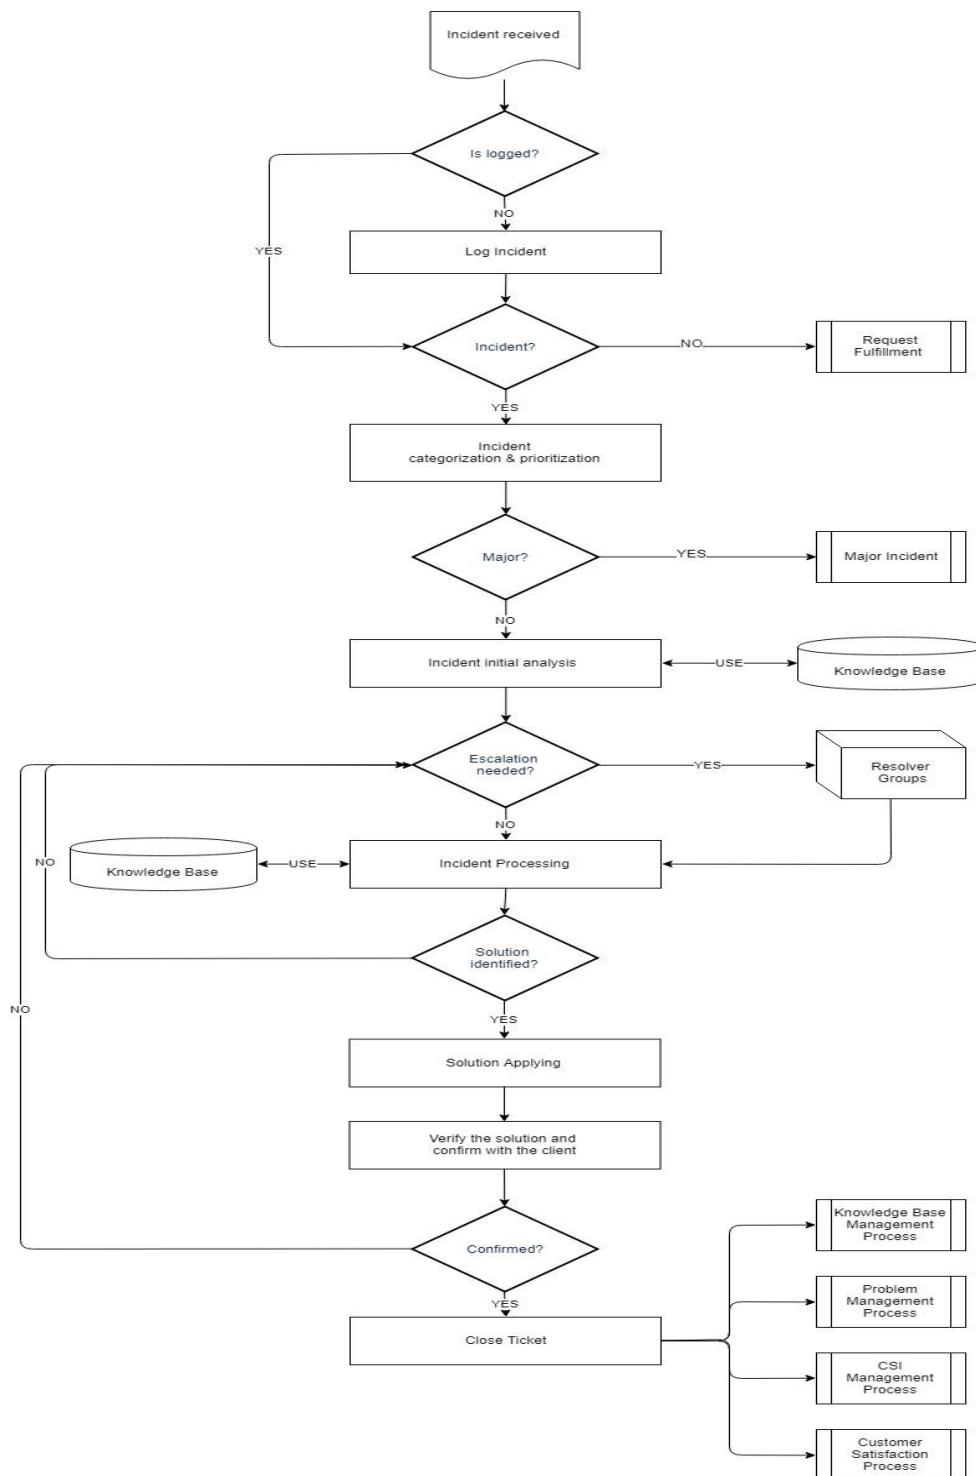 Incident received
Is logged?
NO
YES
Log Incident
Incident?
NO
Request
Fulfillment
YES
Incident
categorization & prioritization
Major?
YES
Major Incident
NO
Incident initial analysis
USE
Knowledge Base
Escalation
needed?
YES
Resolver
Groups
NO
Knowledge Base
USE
Incident Processing
NO
Solution
identified?
NO
YES
Solution Applying
Verify the solution and
confirm with the client
Confirmed?
YES
Close Ticket
Knowledge Base
Management
Process
Problem
Management
Process
CSI
Management
Process
Customer
Satisfaction
Process